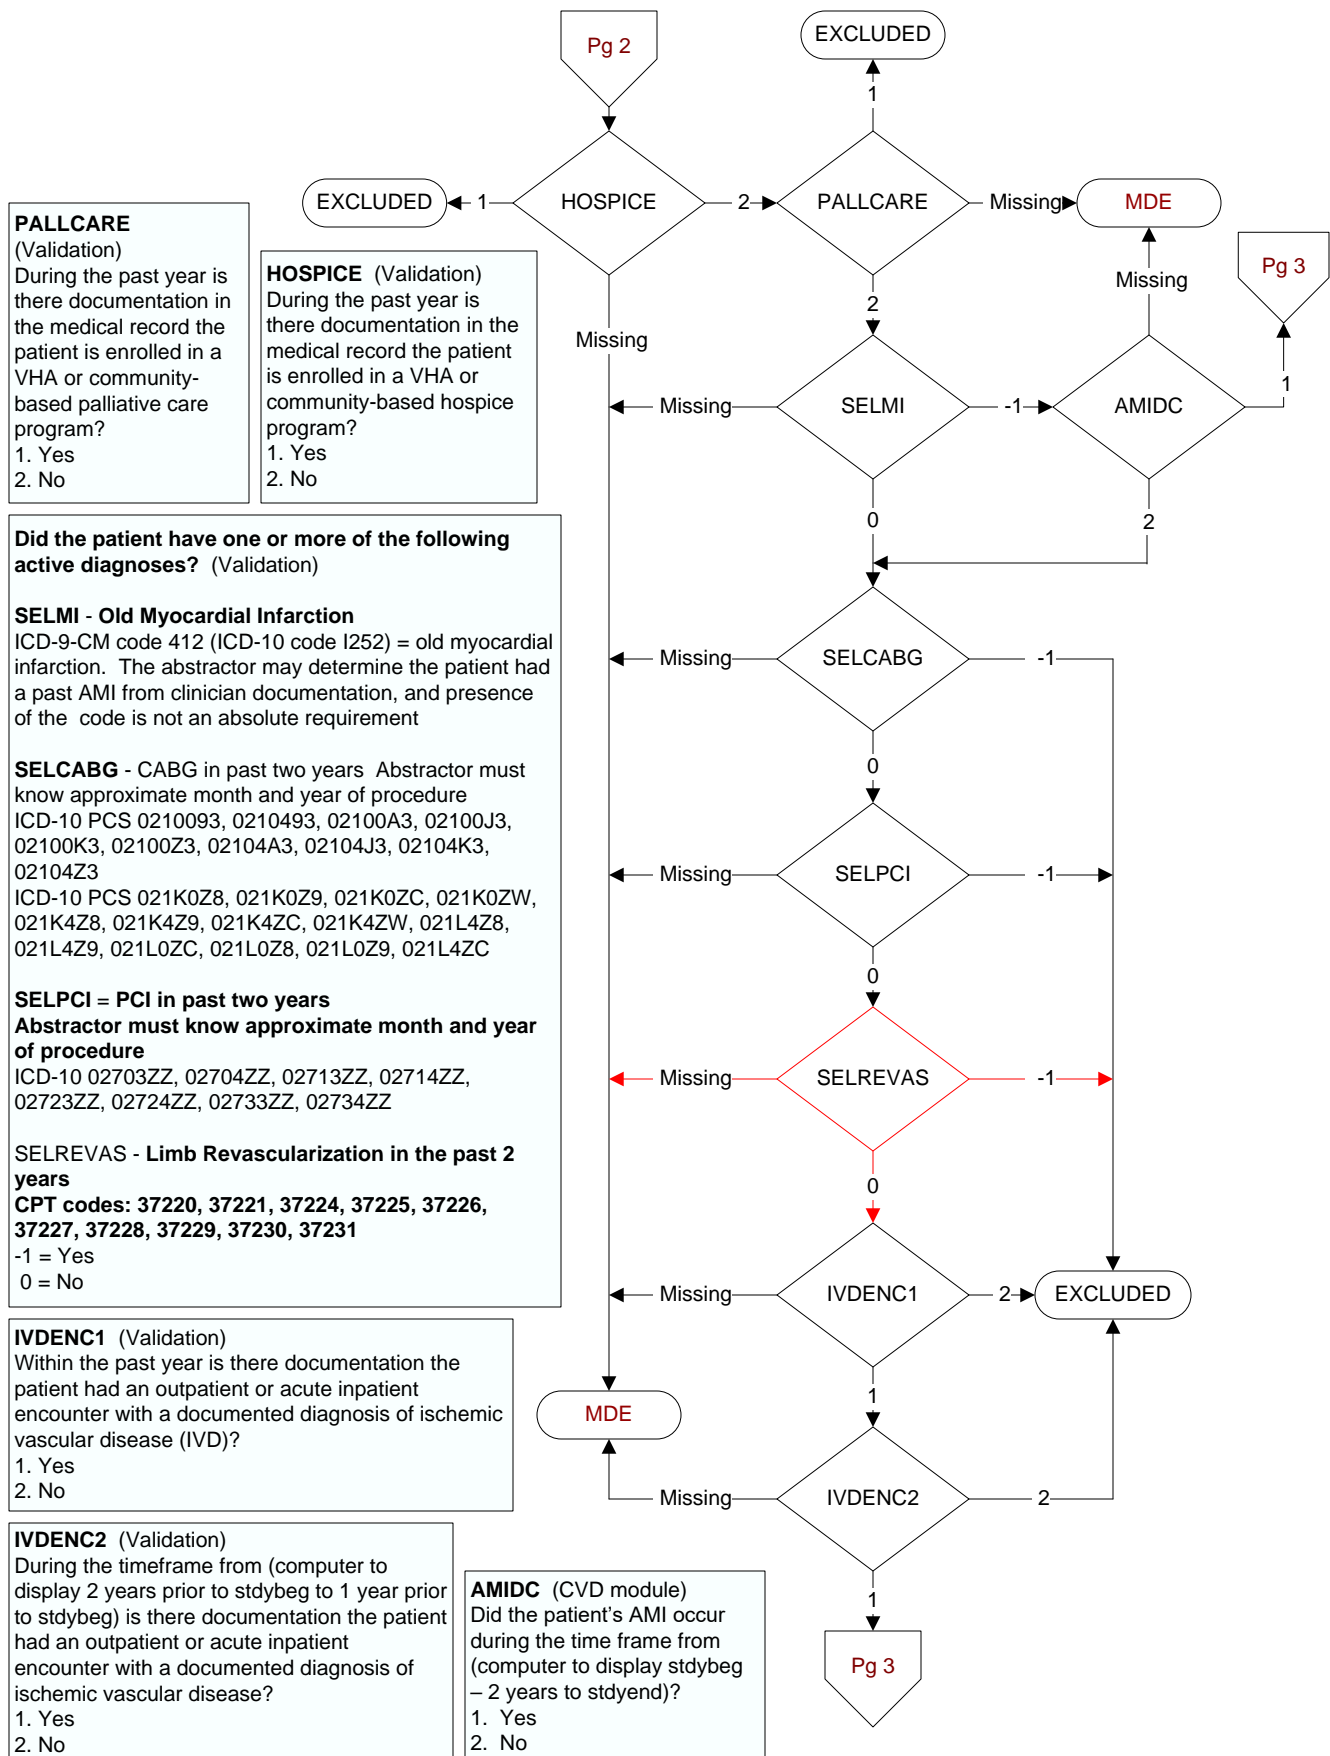 Pg 2
EXCLUDED
1
EXCLUDED
1
HOSPICE
2
PALLCARE
Missing
MDE
Pg 3
Missing
Missing
2
1
Missing
SELMI
-1
AMIDC
0
2
Missing
SELCABG
-1
0
Missing
SELPCI
-1
0
Missing
SELREVAS
-1
0
Missing
IVDENC1
2
EXCLUDED
1
MDE
Missing
IVDENC2
2
1
Pg 3
PALLCARE
(Validation)
During the past year is
there documentation in
the medical record the
patient is enrolled in a
VHA or community-
based palliative care
program?
1. Yes
2. No
HOSPICE (Validation)
During the past year is
there documentation in the
medical record the patient
is enrolled in a VHA or
community-based hospice
program?
1. Yes
2. No
Did the patient have one or more of the following
active diagnoses? (Validation)
SELMI - Old Myocardial Infarction
ICD-9-CM code 412 (ICD-10 code I252) = old myocardial
infarction. The abstractor may determine the patient had
a past AMI from clinician documentation, and presence
of the code is not an absolute requirement
SELCABG - CABG in past two years Abstractor must
know approximate month and year of procedure
ICD-10 PCS 0210093, 0210493, 02100A3, 02100J3,
02100K3, 02100Z3, 02104A3, 02104J3, 02104K3,
02104Z3
ICD-10 PCS 021K0Z8, 021K0Z9, 021K0ZC, 021K0ZW,
021K4Z8, 021K4Z9, 021K4ZC, 021K4ZW, 021L4Z8,
021L4Z9, 021L0ZC, 021L0Z8, 021L0Z9, 021L4ZC
SELPCI = PCI in past two years
Abstractor must know approximate month and year
of procedure
ICD-10 02703ZZ, 02704ZZ, 02713ZZ, 02714ZZ,
02723ZZ, 02724ZZ, 02733ZZ, 02734ZZ
SELREVAS - Limb Revascularization in the past 2
years
CPT codes: 37220, 37221, 37224, 37225, 37226,
37227, 37228, 37229, 37230, 37231
-1 = Yes
0 = No
IVDENC1 (Validation)
Within the past year is there documentation the
patient had an outpatient or acute inpatient
encounter with a documented diagnosis of ischemic
vascular disease (IVD)?
1. Yes
2. No
IVDENC2 (Validation)
During the timeframe from (computer to
display 2 years prior to stdybeg to 1 year prior
to stdybeg) is there documentation the patient
had an outpatient or acute inpatient
encounter with a documented diagnosis of
ischemic vascular disease?
1. Yes
2. No
AMIDC (CVD module)
Did the patient's AMI occur
during the time frame from
(computer to display stdybeg
– 2 years to stdyend)?
1. Yes
2. No